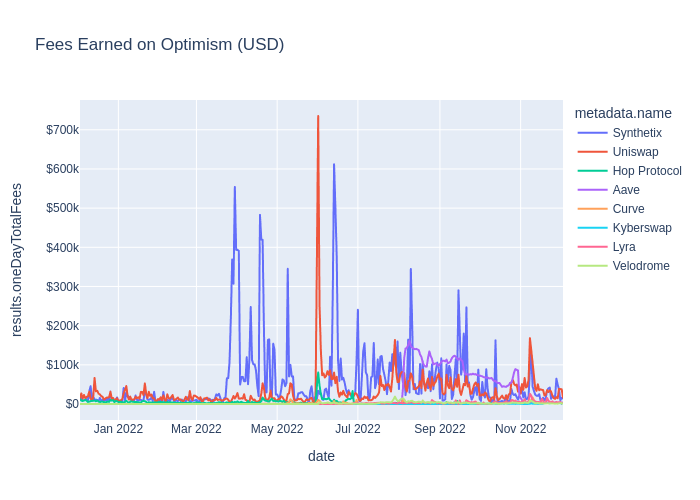 Fees Earned on Optimism (USD)
metadata.name
Synthetix
Uniswap
Hop Protocol
Aave
Curve
Kyberswap
Lyra
Velodrome
results.oneDayTotalFees
$700k
$600k
$500k
$400k
$300k
$200k
$100k
$0
Jan 2022
Mar 2022
May 2022
Jul 2022
Sep 2022
Nov 2022
date